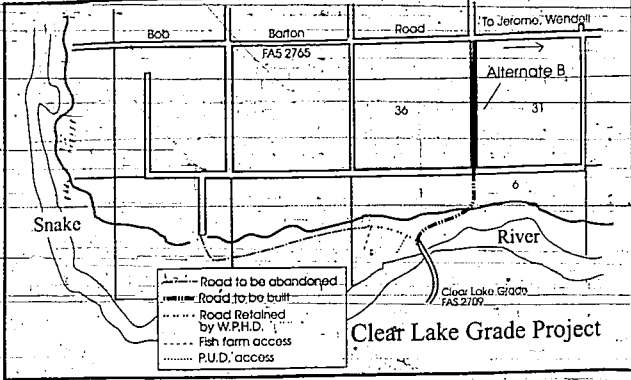 Bob Barton Road
FAS 2765
To Jerome, Wendell
Alternate B
36
31
1
6
Snake
River
Road to be abandoned
Road to be built
Road Retained
by W.P.H.D.
Fish farm access
P.U.D. access
Clear Lake Grade
FAS 2709
Clear Lake Grade Project